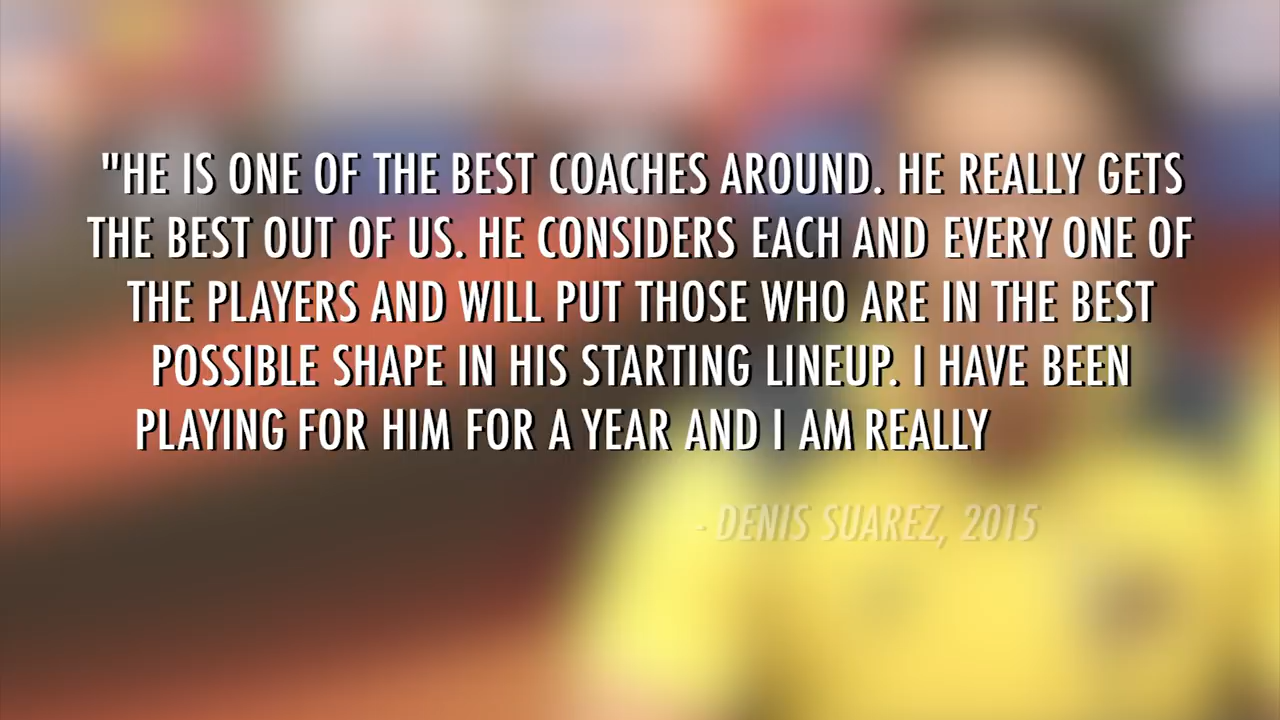 "HE IS ONE OF THE BEST COACHES AROUND. HE REALLY GETS
THE BEST OUT OF US. HE CONSIDERS EACH AND EVERY ONE OF
THE PLAYERS AND WILL PUT THOSE WHO ARE IN THE BEST
POSSIBLE SHAPE IN HIS STARTING LINEUP. I HAVE BEEN
PLAYING FOR HIM FOR A YEAR AND I AM REALLY
- DENIS SUAREZ, 2015